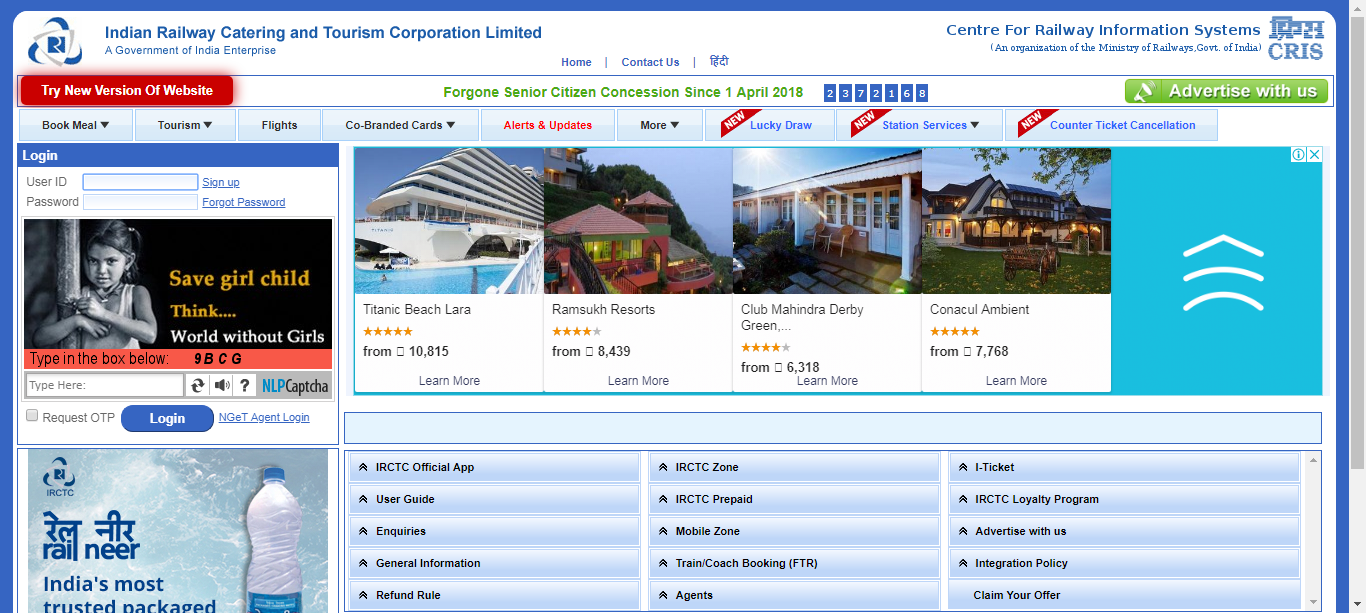 Indian Railway Catering and Tourism Corporation Limited
A Government of India Enterprise
Centre For Railway Information Systems
(An organization of the Ministry of Railways,Govt. of India)
CRIS
Home | Contact Us | हिंदी
Try New Version Of Website
Forgone Senior Citizen Concession Since 1 April 2018 2 3 7 2 1 6 8
Advertise with us
Book Meal Tourism Flights Co-Branded Cards Alerts & Updates More NEW Lucky Draw NEW Station Services NEW Counter Ticket Cancellation
Login
User ID Sign up
Password Forgot Password
Save girl child
Think....
World without Girls
Type in the box below: 9 B C G
Type Here: ? NLPCaptcha
Request OTP Login NGeT Agent Login
IRCTC
रेल नीर
rail neer
India's most
trusted packaged
TITANIC
Titanic Beach Lara
from 10,815
Learn More
Ramsukh Resorts
from 8,439
Learn More
Club Mahindra Derby
Green,...
from 6,318
Learn More
Conacul Ambient
from 7,768
Learn More
IRCTC Official App IRCTC Zone I-Ticket
User Guide IRCTC Prepaid IRCTC Loyalty Program
Enquiries Mobile Zone Advertise with us
General Information Train/Coach Booking (FTR) Integration Policy
Refund Rule Agents Claim Your Offer